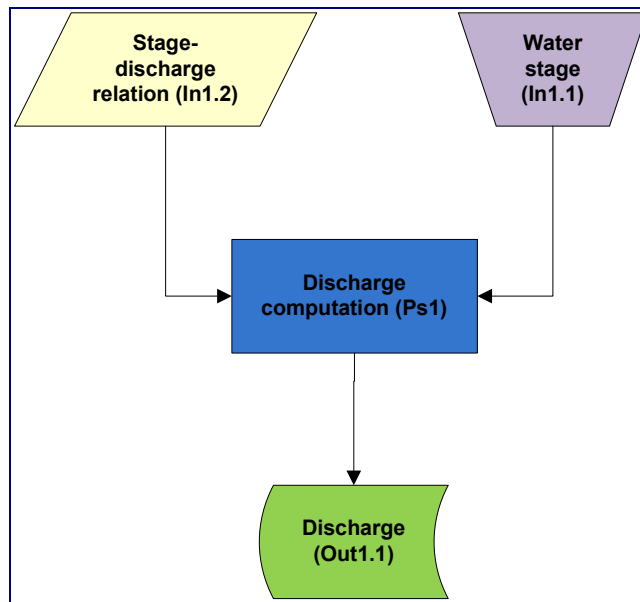 Stage-
discharge
relation (In1.2)
Water
stage
(In1.1)
Discharge
computation (Ps1)
Discharge
(Out1.1)